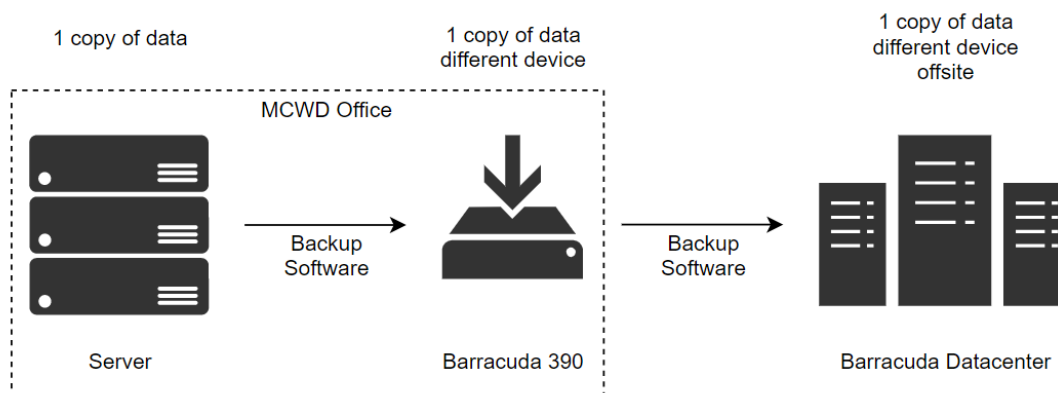 1 copy of data
1 copy of data
different device
1 copy of data
different device
offsite
MCWD Office
Backup
Software
Backup
Software
Server
Barracuda 390
Barracuda Datacenter